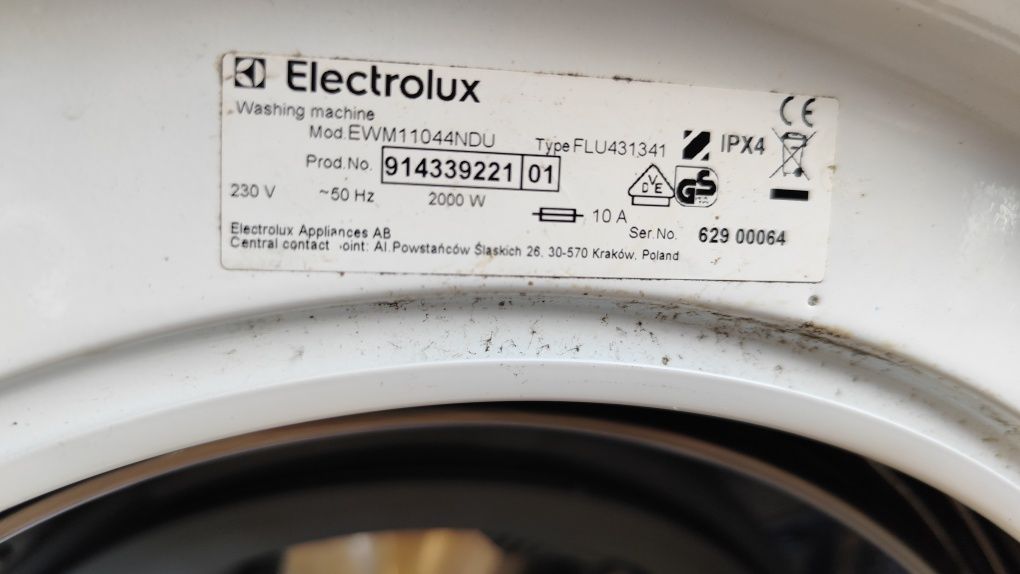 Electrolux
Washing machine
Mod.EWM11044NDU Type FLU431341 IPX4 CE
Prod.No. 914339221 01 VDE GS
230 V ~50 Hz 2000 W 10 A
Ser.No. 629 00064
Electrolux Appliances AB
Central contact oint: Al.Powstańców Śląskich 26, 30-570 Kraków, Poland